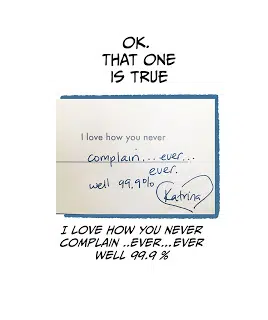 OK.
THAT ONE
IS TRUE
I love how you never
complain... ever...
ever.
well 99.9%
Katrina
I LOVE HOW YOU NEVER
COMPLAIN ..EVER...EVER
WELL 99.9 %